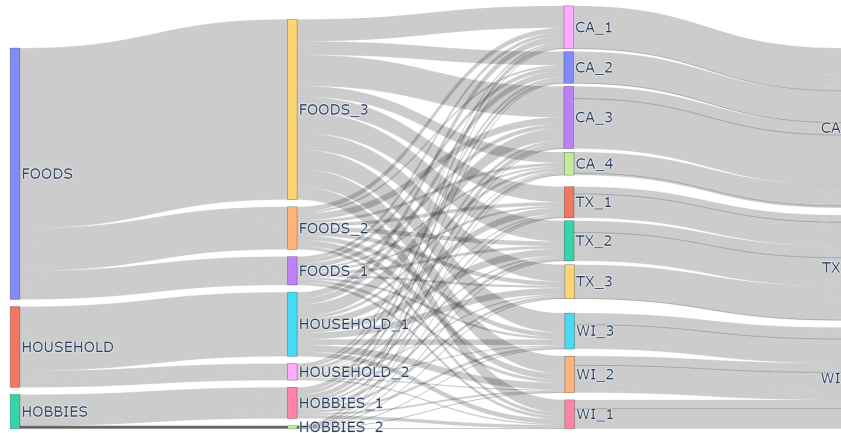 FOODS
HOUSEHOLD
HOBBIES
FOODS_3
FOODS_2
FOODS_1
HOUSEHOLD_1
HOUSEHOLD_2
HOBBIES_1
HOBBIES_2
CA_1
CA_2
CA_3
CA_4
TX_1
TX_2
TX_3
WI_3
WI_2
WI_1
CA
TX
WI